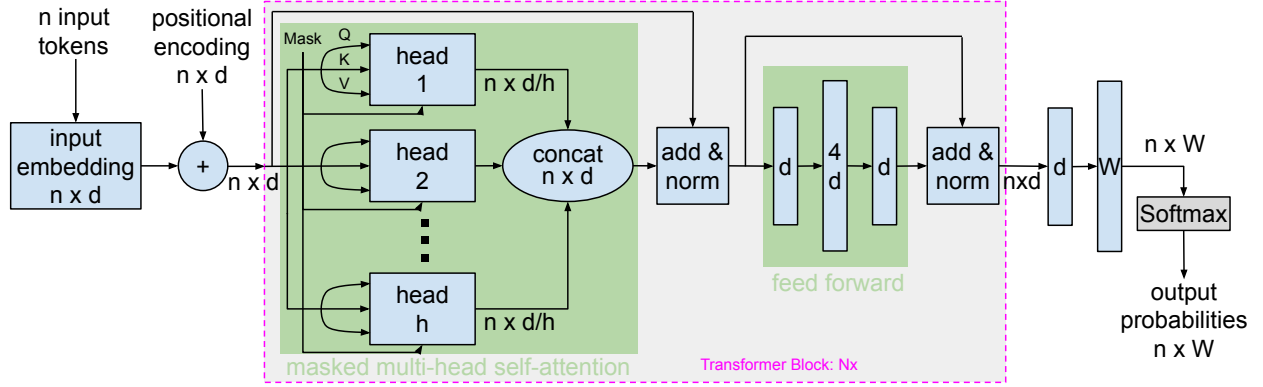 n input
tokens
positional
encoding
n x d
input
embedding
n x d
+
n x d
Mask
Q
K
V
head
1
n x d/h
head
2
head
h
n x d/h
concat
n x d
masked multi-head self-attention
add &
norm
d
4
d
d
feed forward
add &
norm
nxd
Transformer Block: Nx
d
W
n x W
Softmax
output
probabilities
n x W